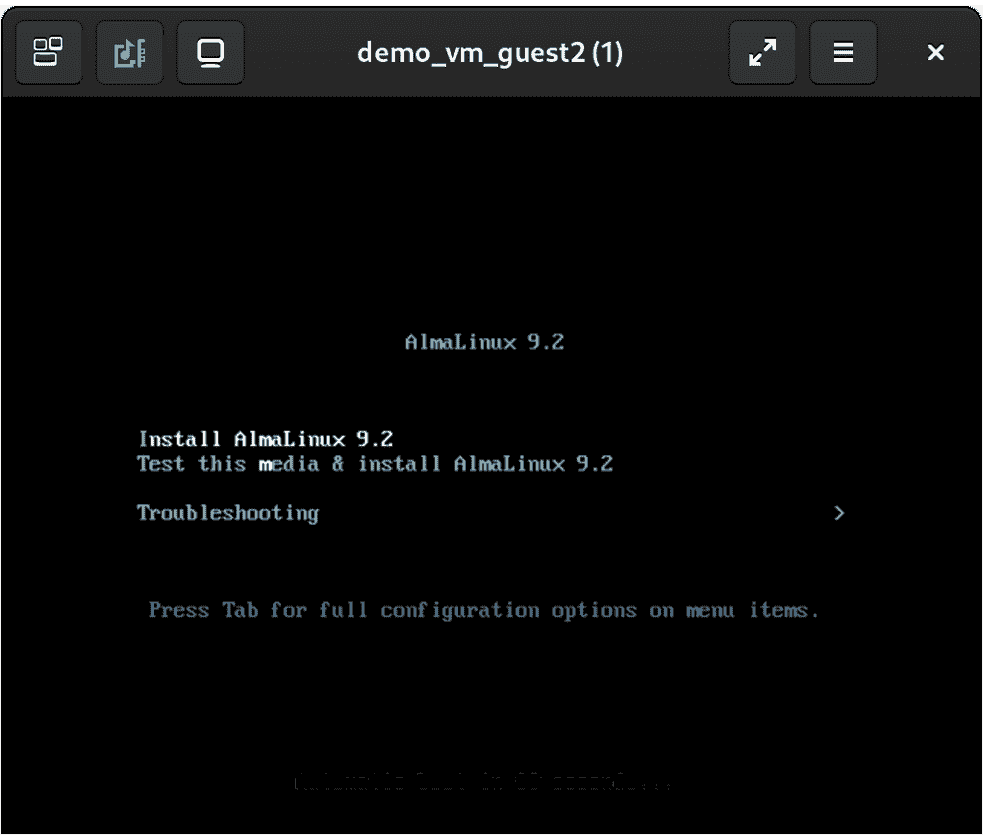 demo_vm_guest2 (1)
AlmaLinux 9.2
Install AlmaLinux 9.2
Test this media & install AlmaLinux 9.2
Troubleshooting >
Press Tab for full configuration options on menu items.